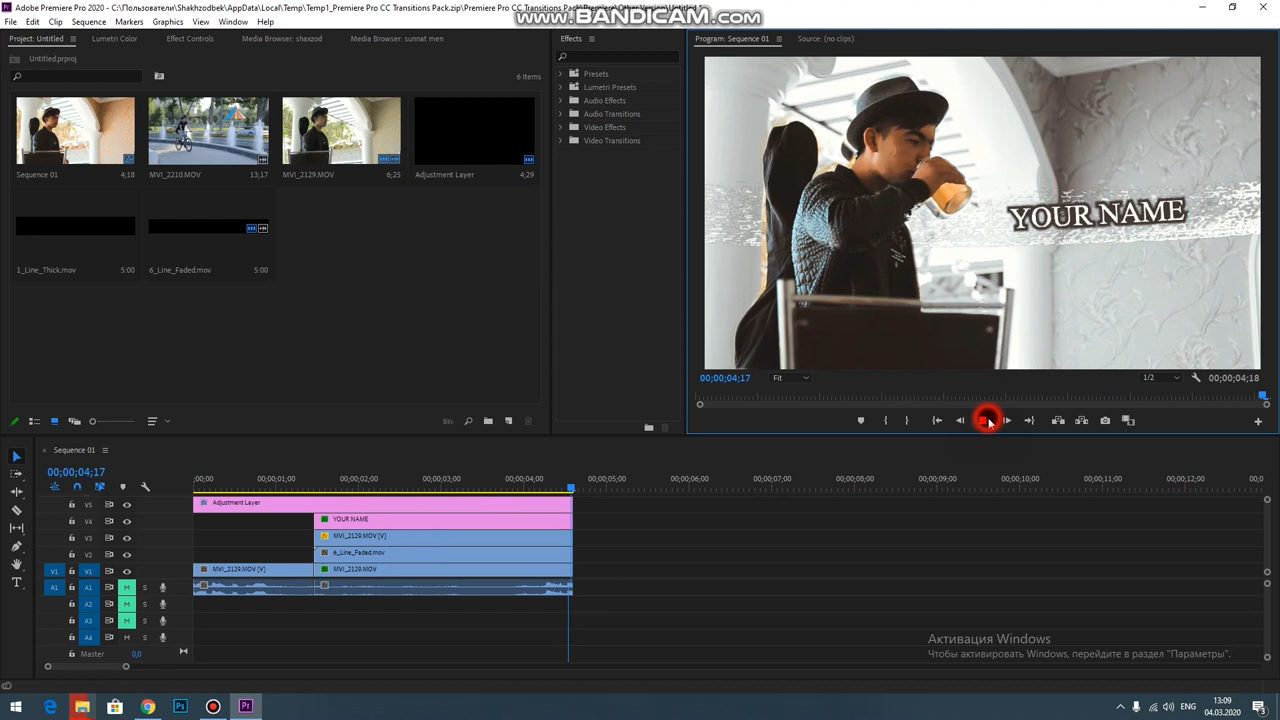 Adobe Premiere Pro 2020 - C:\Пользователи\Shakhzodbek\AppData\Local\Temp\Temp1_Premiere Pro CC Transitions Pack.zip\Premiere Pro CC Transitions Pack\
www.BANDICAM.com
File Edit Clip Sequence Markers Graphics View Window Help
Project: Untitled Lumetri Color Effect Controls Media Browser: shaxzod Media Browser: sunnat men
Effects
Program: Sequence 01 Source: (no clips)
Untitled.prproj
6 Items
Presets
Lumetri Presets
Audio Effects
Audio Transitions
Video Effects
Video Transitions
Sequence 01 4;18
MVI_2210.MOV 13;17
MVI_2129.MOV 6;25
Adjustment Layer 4;29
1_Line_Thick.mov 5:00
6_Line_Faded.mov 5:00
YOUR NAME
00;00;04;17 Fit 1/2 00;00;04;18
Sequence 01
00;00;04;17
;00;00 00;00;01;00 00;00;02;00 00;00;03;00 00;00;04;00 00;00;05;00 00;00;06;00 00;00;07;00 00;00;08;00 00;00;09;00 00;00;10;00 00;00;11;00 00;00;12;00 00;0
V5 Adjustment Layer
V4 YOUR NAME
V3 MVI_2129.MOV [V]
V2 6_Line_Faded.mov
V1 V1 MVI_2129.MOV [V] MVI_2129.MOV
A1 A1 M S
A2 M S
A3 M S
A4 M S
Master 0,0
Активация Windows
Чтобы активировать Windows, перейдите в раздел "Параметры".
Ps
Pr
ENG
13:09
04.03.2020
3